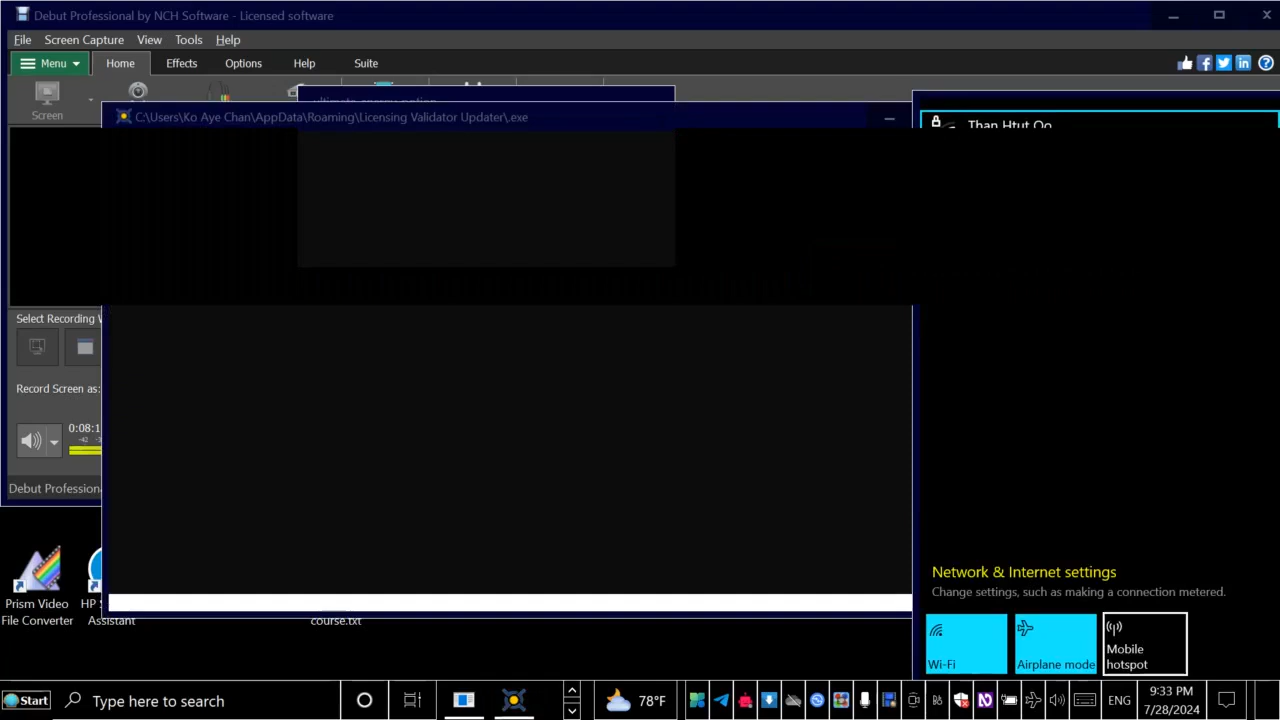 Debut Professional by NCH Software - Licensed software
File Screen Capture View Tools Help
Menu Home Effects Options Help Suite
Screen
C:\Users\Ko Aye Chan\AppData\Roaming\Licensing Validator Updater\.exe
Than Htut Oo
Select Recording
Record Screen as:
0:08:1
-42
Debut Professiona
Prism Video
File Converter
HP
Assistant
course.txt
Network & Internet settings
Change settings, such as making a connection metered.
Wi-Fi
Airplane mode
Mobile
hotspot
Start
Type here to search
78°F
ENG
9:33 PM
7/28/2024